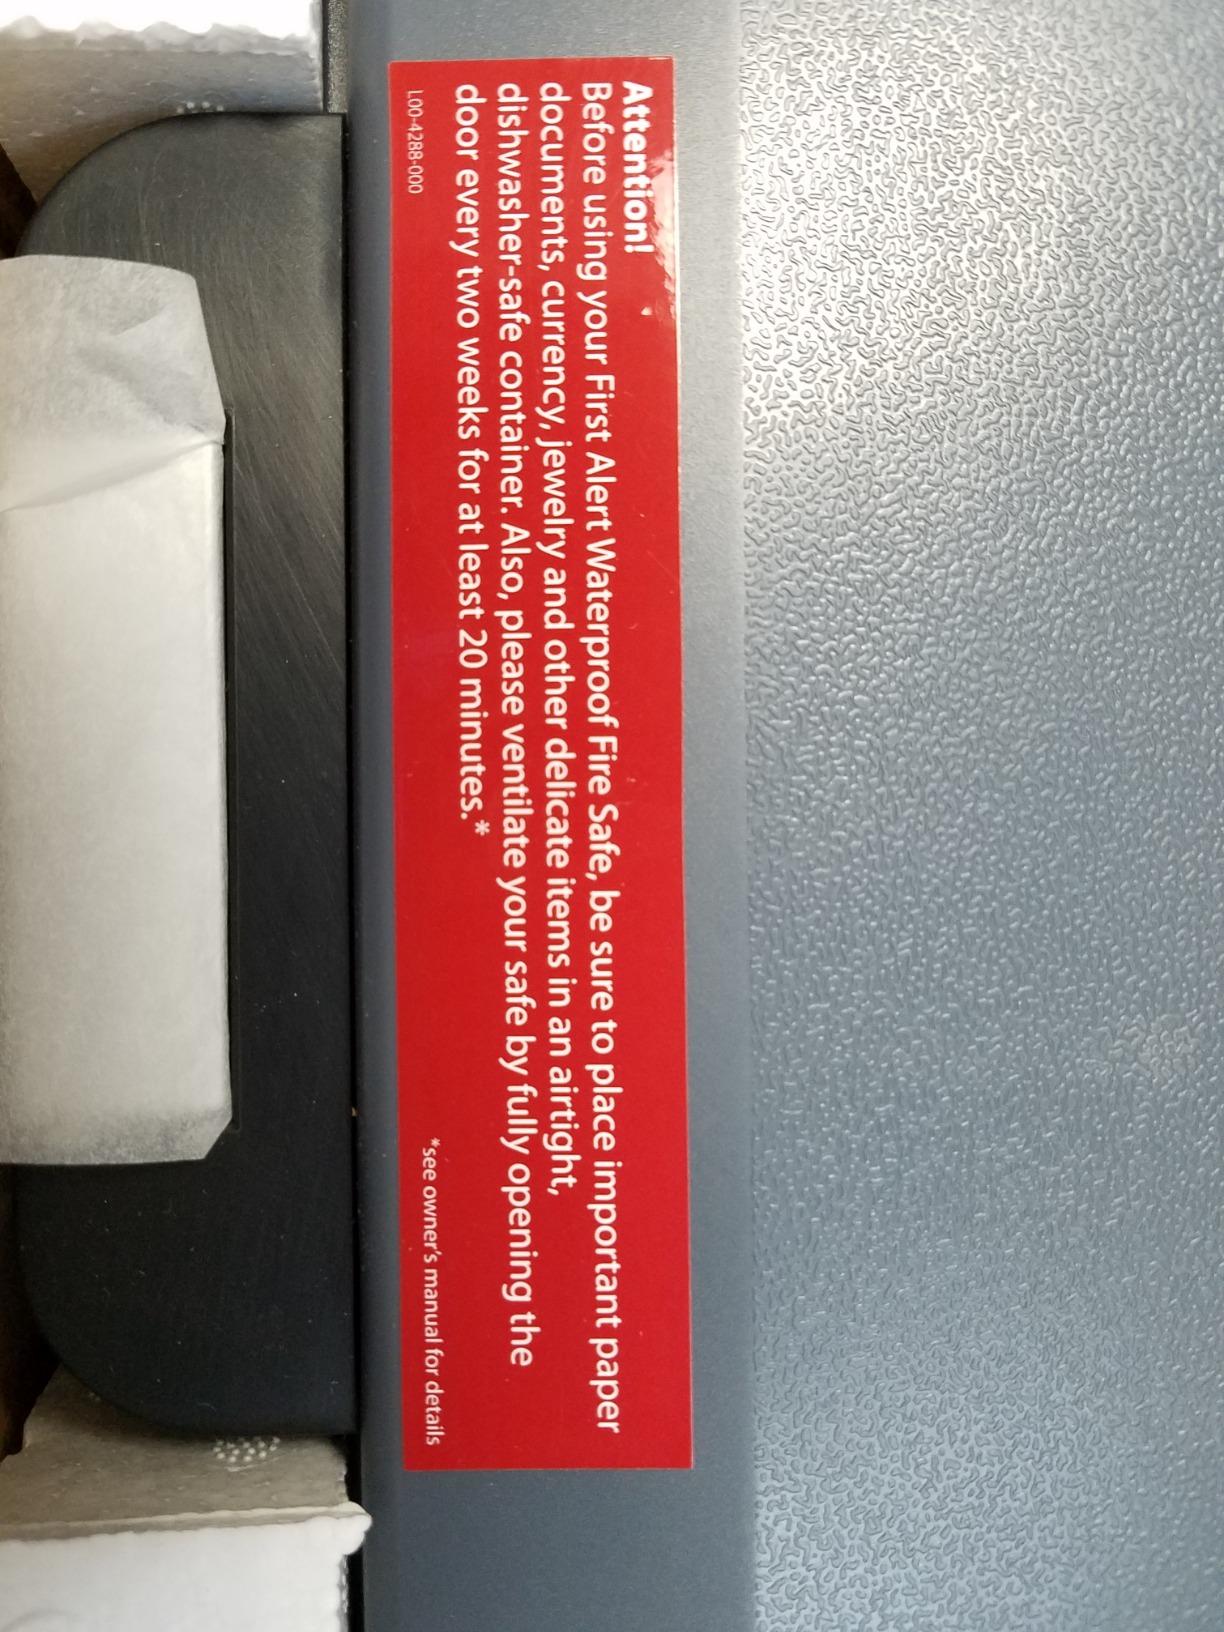 Attention!
Before using your First Alert Waterproof Fire Safe, be sure to place important paper
documents, currency, jewelry and other delicate items in an airtight,
dishwasher-safe container. Also, please ventilate your safe by fully opening the
door every two weeks for at least 20 minutes.*
L00-4288-000
*see owner's manual for details